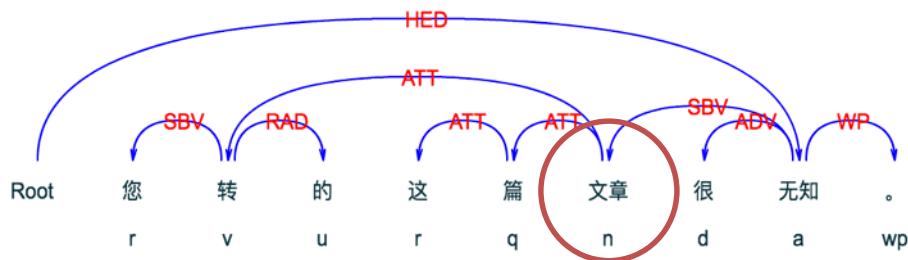 HED
ATT
SBV
SBV RAD ATT ATT ADV WP
Root 您 转 的 这 篇 文章 很 无知 。
r v u r q n d a wp